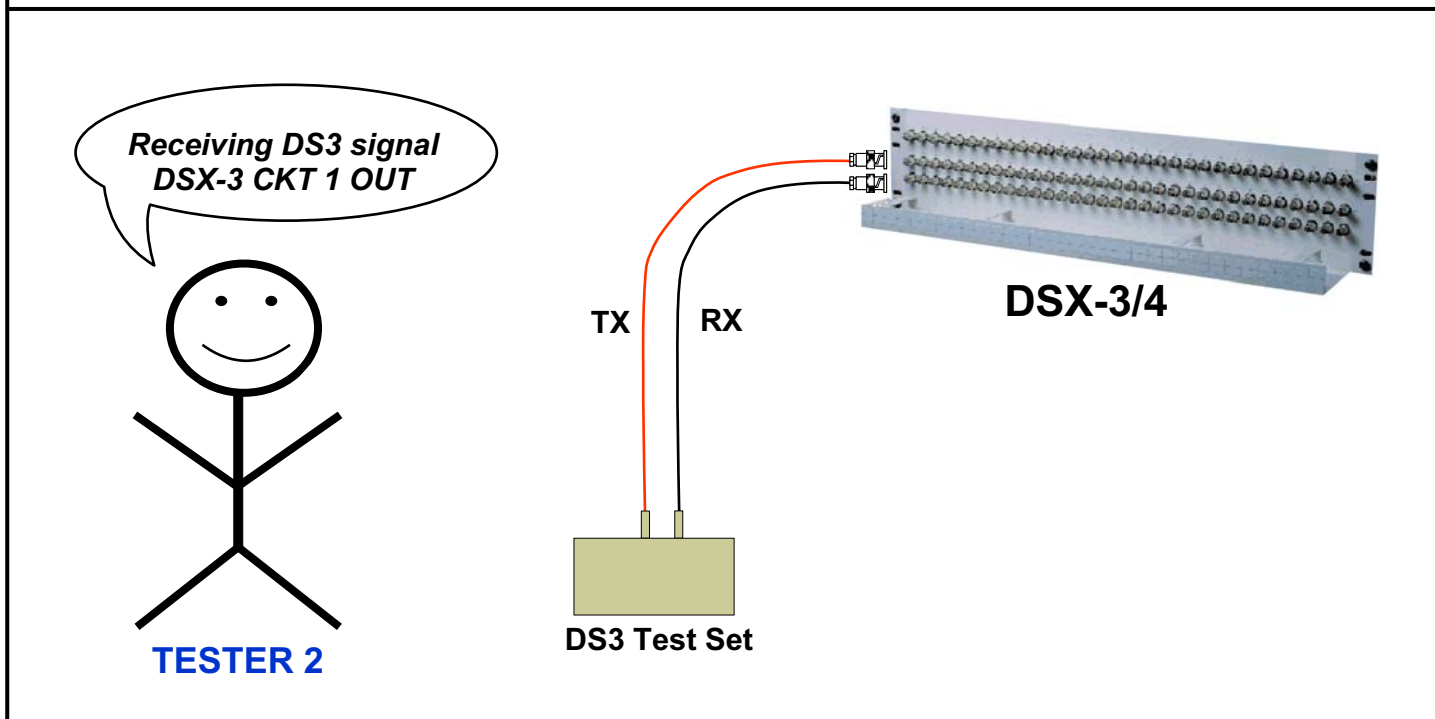 Receiving DS3 signal
DSX-3 CKT 1 OUT
TX
RX
DSX-3/4
DS3 Test Set
TESTER 2